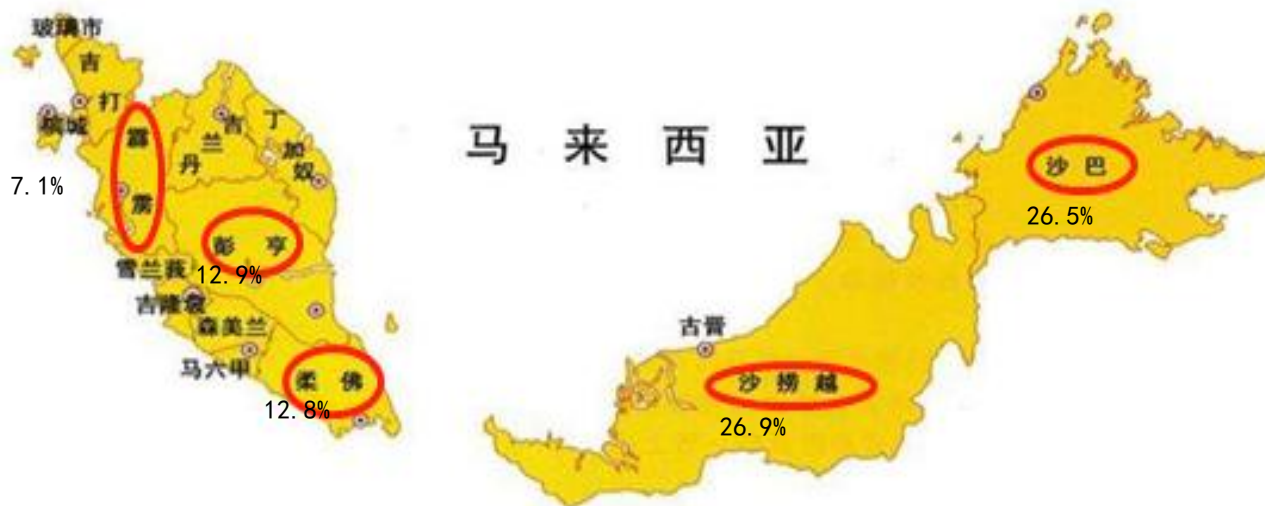 玻璃市
吉打
槟城
霹雳
7.1%
吉兰丹
丁加奴
彭亨
12.9%
雪兰莪
吉隆坡
森美兰
马六甲
柔佛
12.8%
马来西亚
沙巴
26.5%
古晋
沙捞越
26.9%